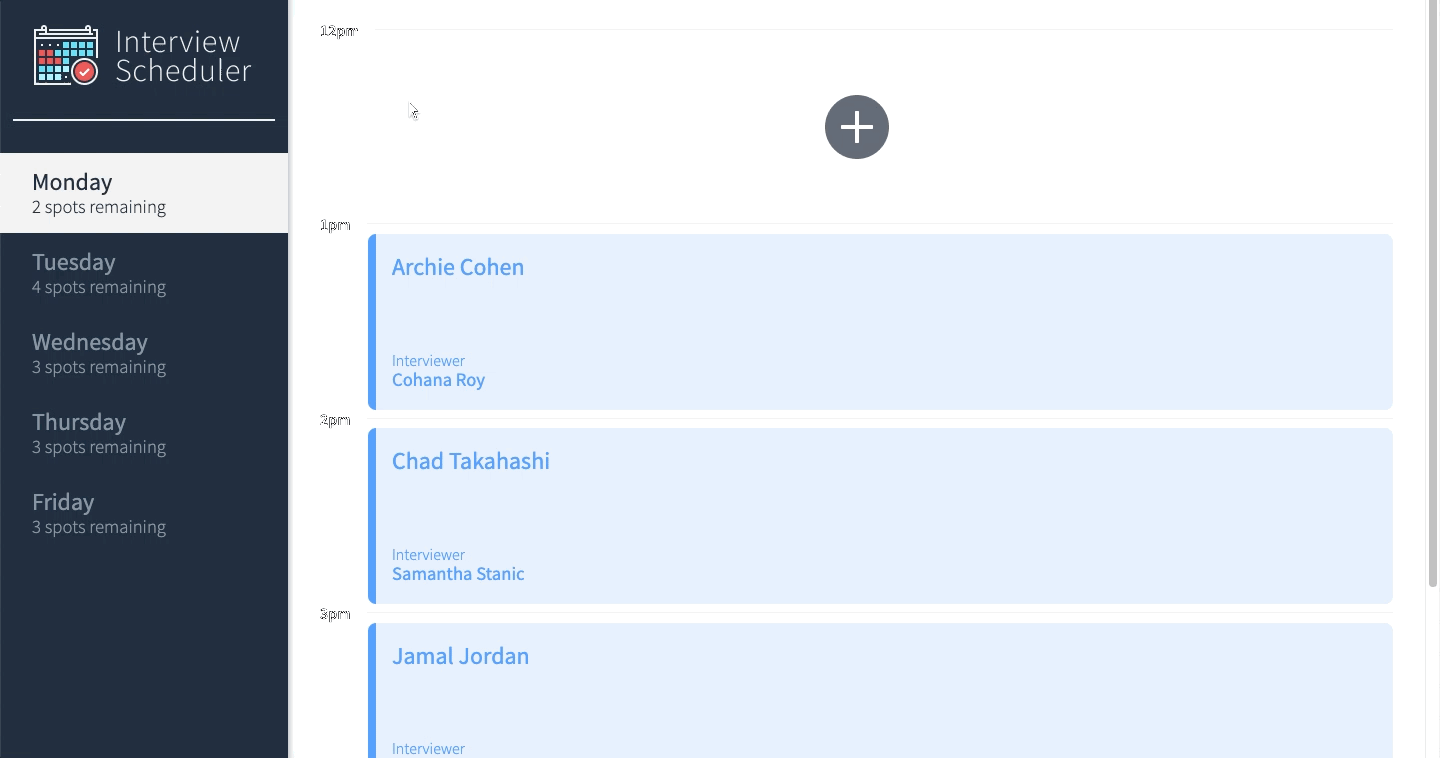 Interview
Scheduler
Monday
2 spots remaining
Tuesday
4 spots remaining
Wednesday
3 spots remaining
Thursday
3 spots remaining
Friday
3 spots remaining
12pm
1pm
Archie Cohen
Interviewer
Cohana Roy
2pm
Chad Takahashi
Interviewer
Samantha Stanic
3pm
Jamal Jordan
Interviewer